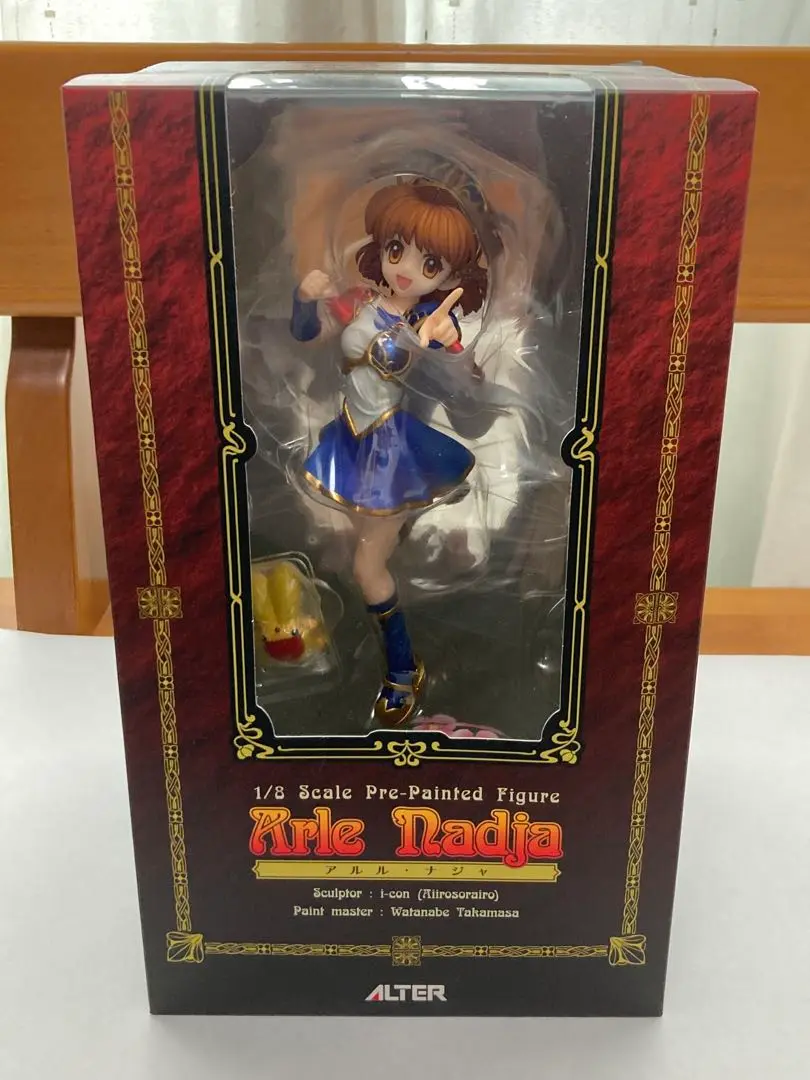 1/8 Scale Pre-Painted Figure
Arle Nadja
アルル・ナジャ
Sculptor : i-con (Aiirosorairo)
Paint master : Watanabe Takamasa
ALTER